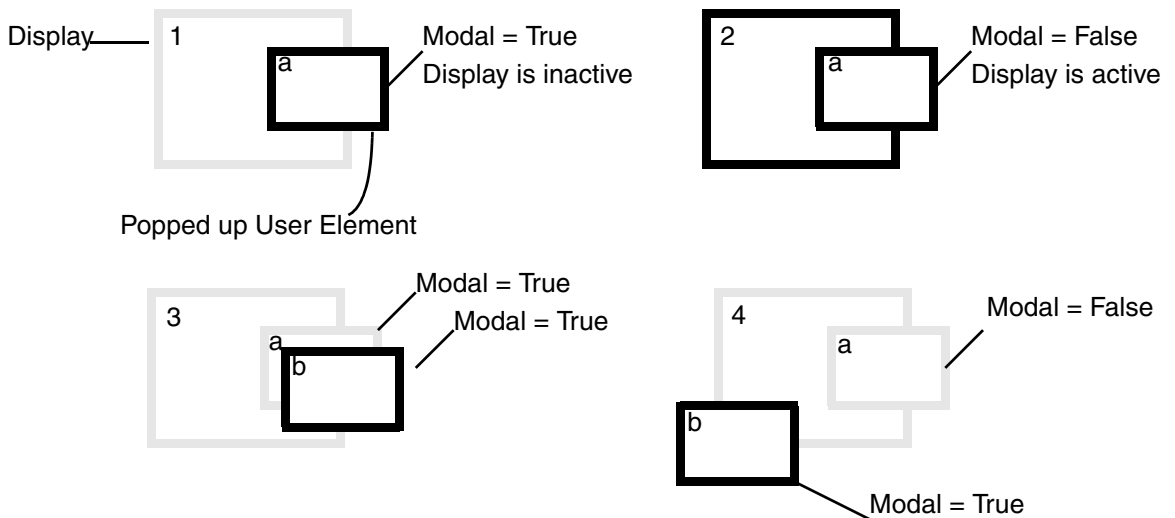 Display
1
a
Modal = True
Display is inactive
Popped up User Element
2
a
Modal = False
Display is active
3
a
b
Modal = True
Modal = True
4
a
b
Modal = False
Modal = True